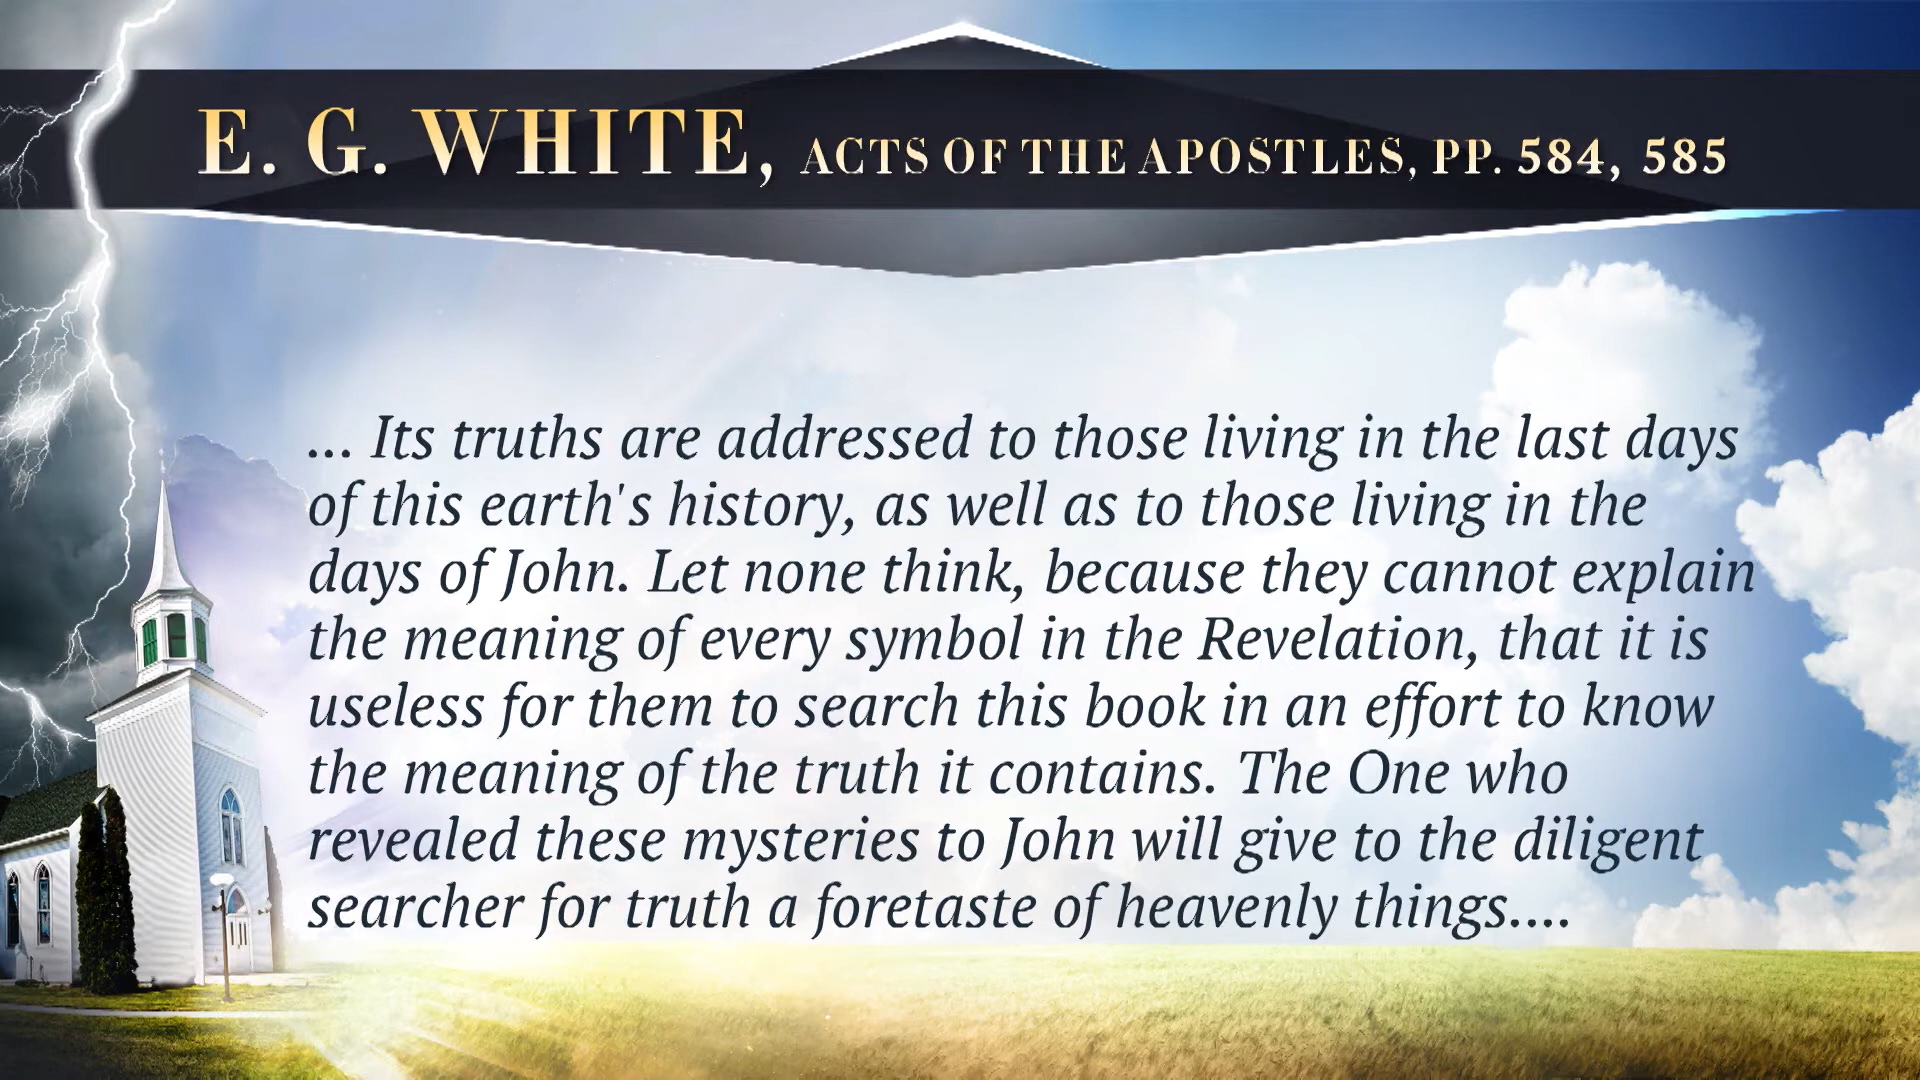 E. G. WHITE, ACTS OF THE APOSTLES, PP. 584, 585
... Its truths are addressed to those living in the last days
of this earth's history, as well as to those living in the
days of John. Let none think, because they cannot explain
the meaning of every symbol in the Revelation, that it is
useless for them to search this book in an effort to know
the meaning of the truth it contains. The One who
revealed these mysteries to John will give to the diligent
searcher for truth a foretaste of heavenly things....